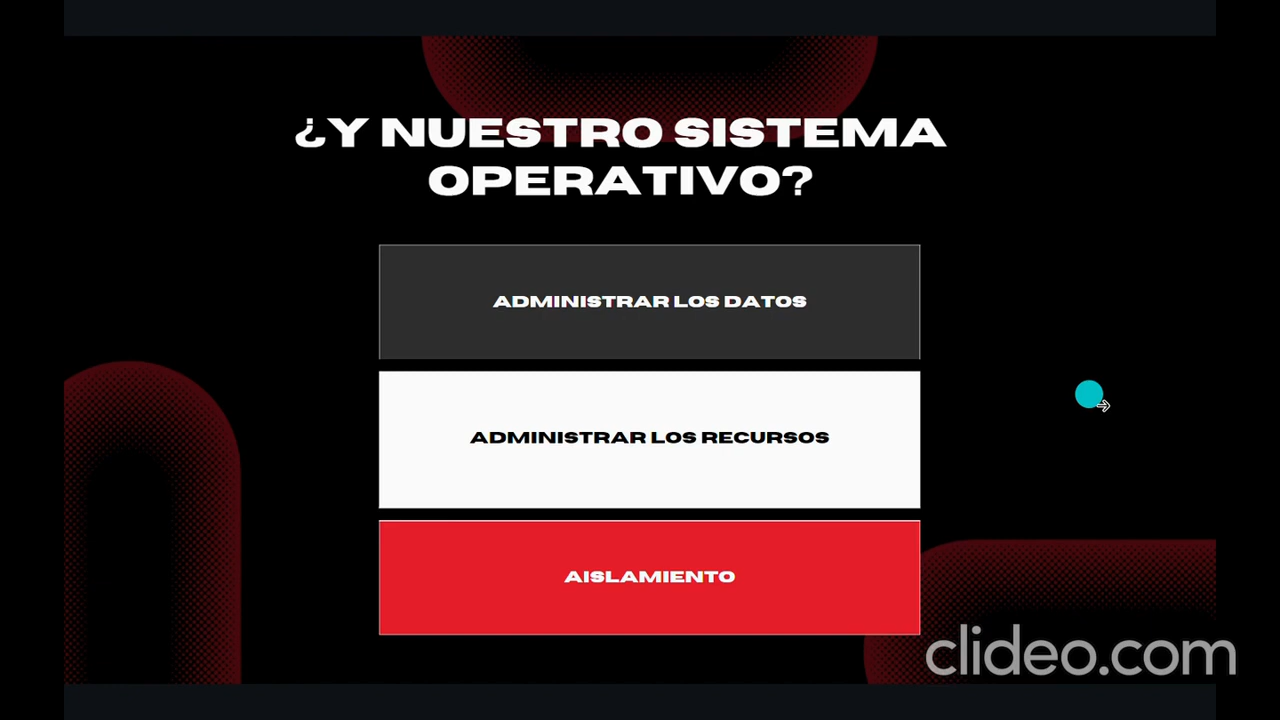 ¿Y NUESTRO SISTEMA
OPERATIVO?
ADMINISTRAR LOS DATOS
ADMINISTRAR LOS RECURSOS
AISLAMIENTO
clideo.com